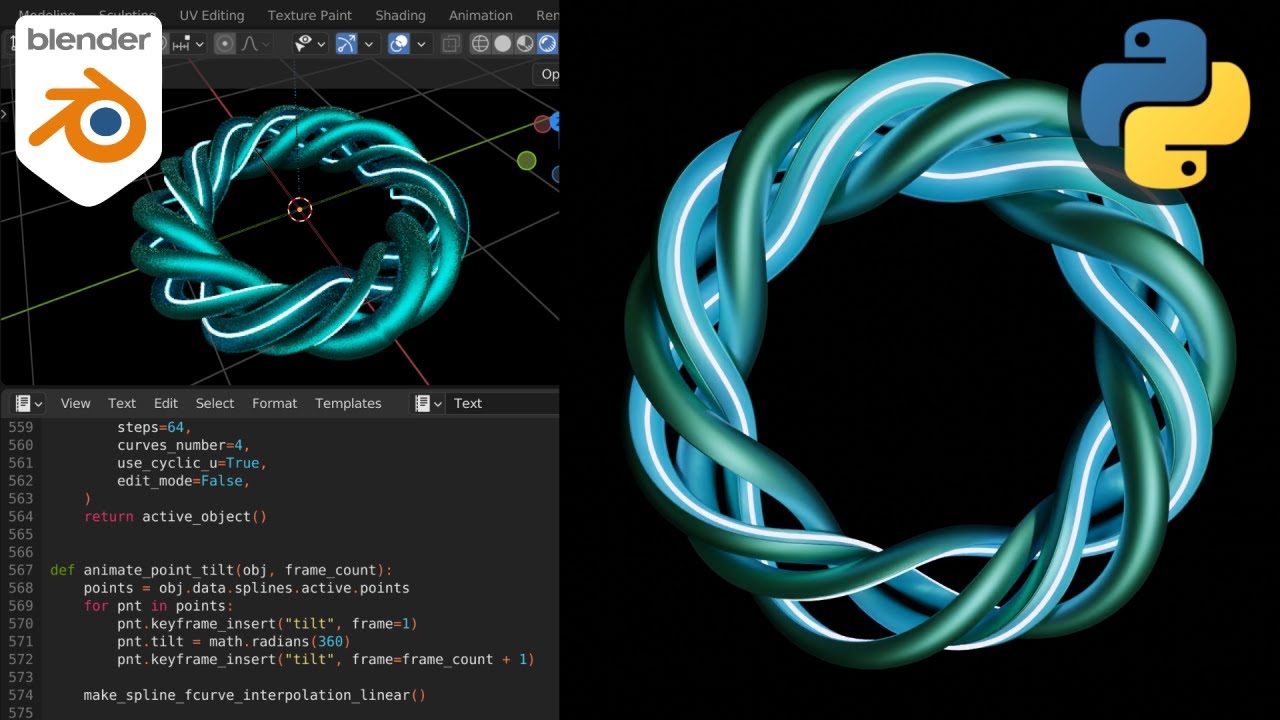 Modeling Sculpting UV Editing Texture Paint Shading Animation Ren
blender
Op
View Text Edit Select Format Templates Text
559 steps=64,
560 curves_number=4,
561 use_cyclic_u=True,
562 edit_mode=False,
563 )
564 return active_object()
565
566
567 def animate_point_tilt(obj, frame_count):
568 points = obj.data.splines.active.points
569 for pnt in points:
570 pnt.keyframe_insert("tilt", frame=1)
571 pnt.tilt = math.radians(360)
572 pnt.keyframe_insert("tilt", frame=frame_count + 1)
573
574 make_spline_fcurve_interpolation_linear()
575